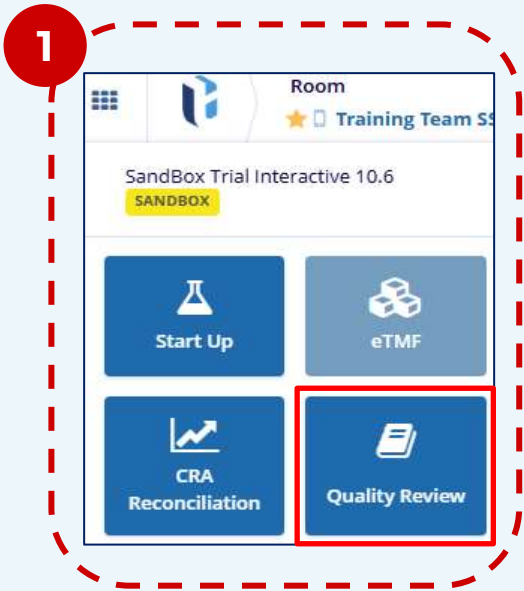 1
Room
Training Team SS
SandBox Trial Interactive 10.6
SANDBOX
Start Up
eTMF
CRA
Reconciliation
Quality Review